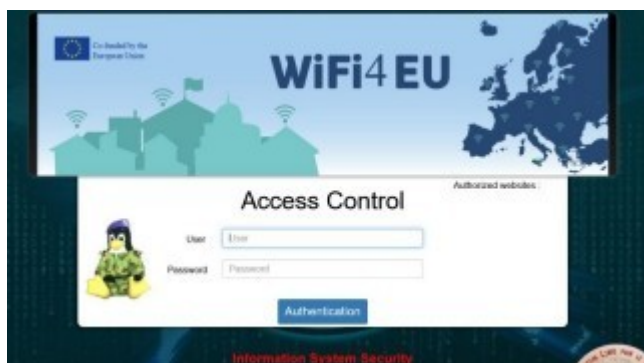 Co-funded by the
European Union
WiFi4EU
Authorized websites :
Access Control
User
User
Password
Password
Authentication
Information System Security